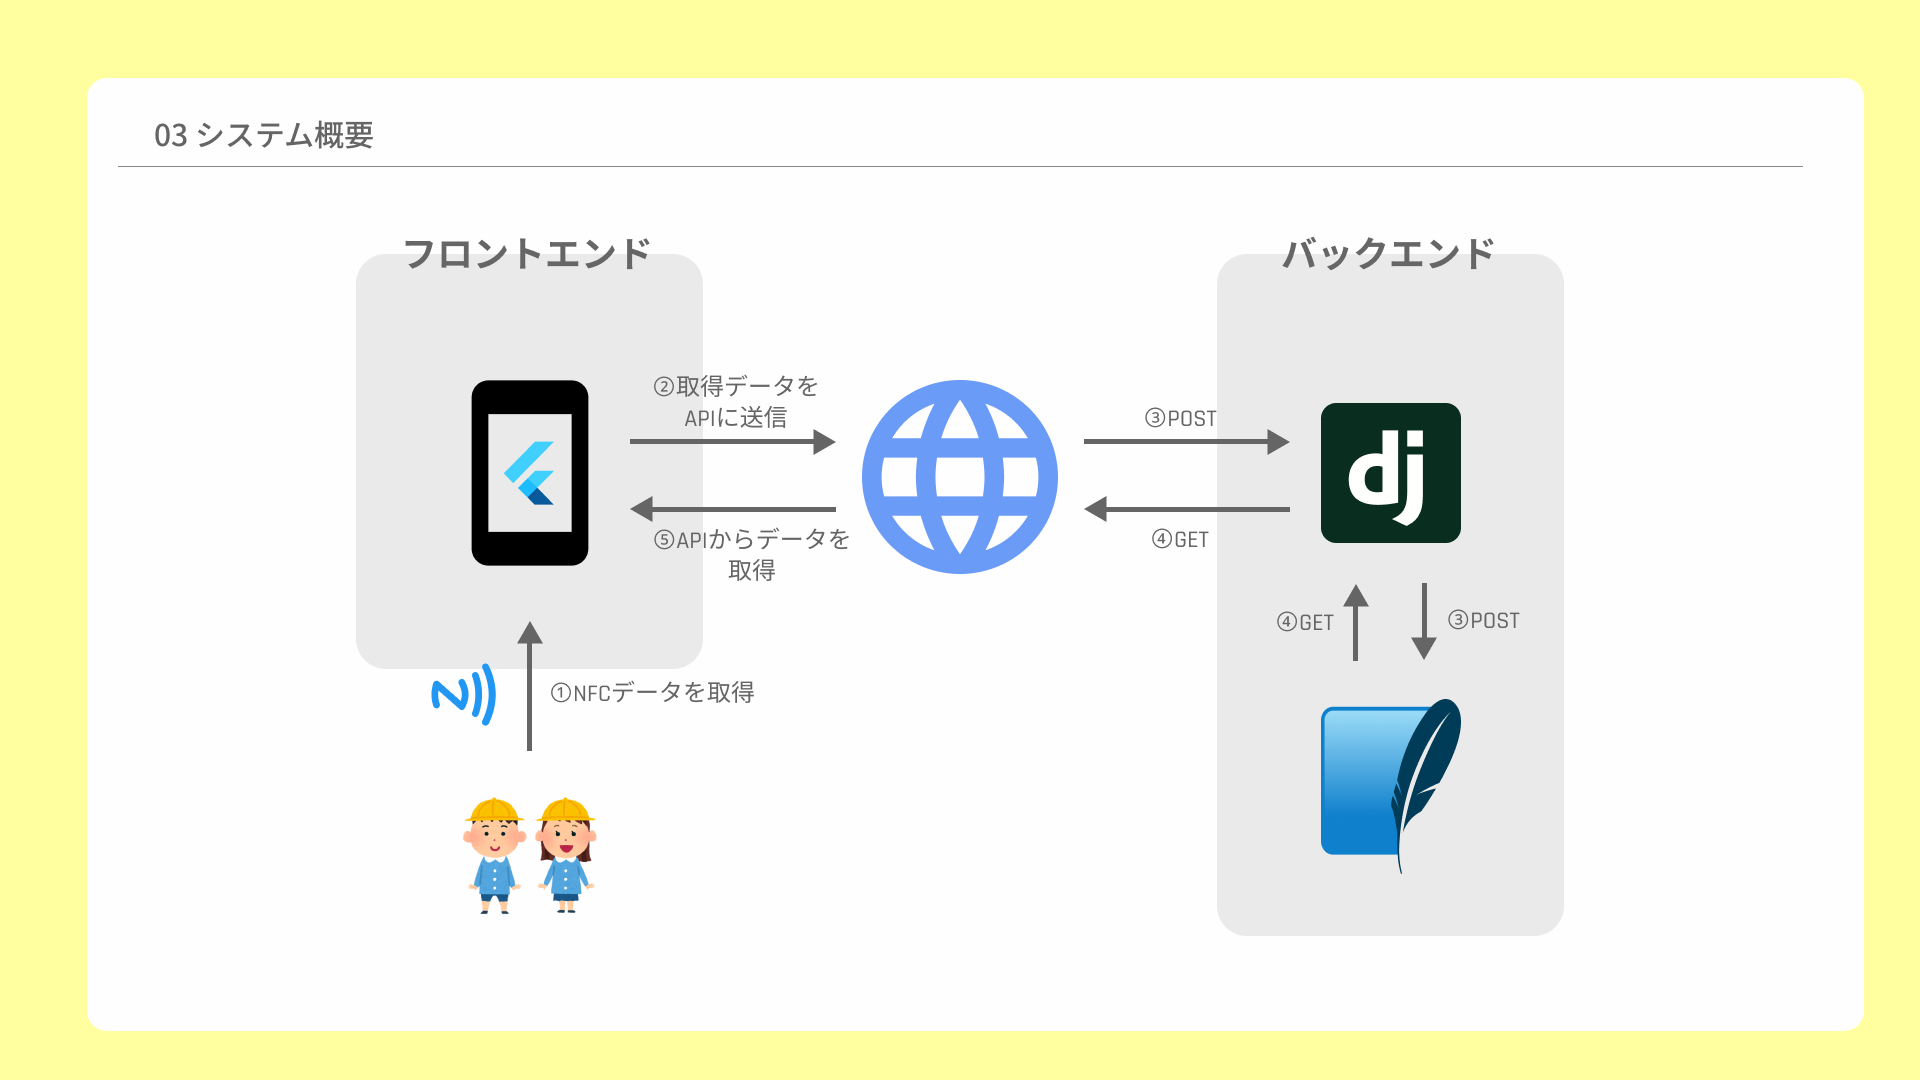 03 システム概要
フロントエンド
バックエンド
②取得データを
APIに送信
③POST
dj
⑤APIからデータを
取得
④GET
④GET
③POST
①NFCデータを取得